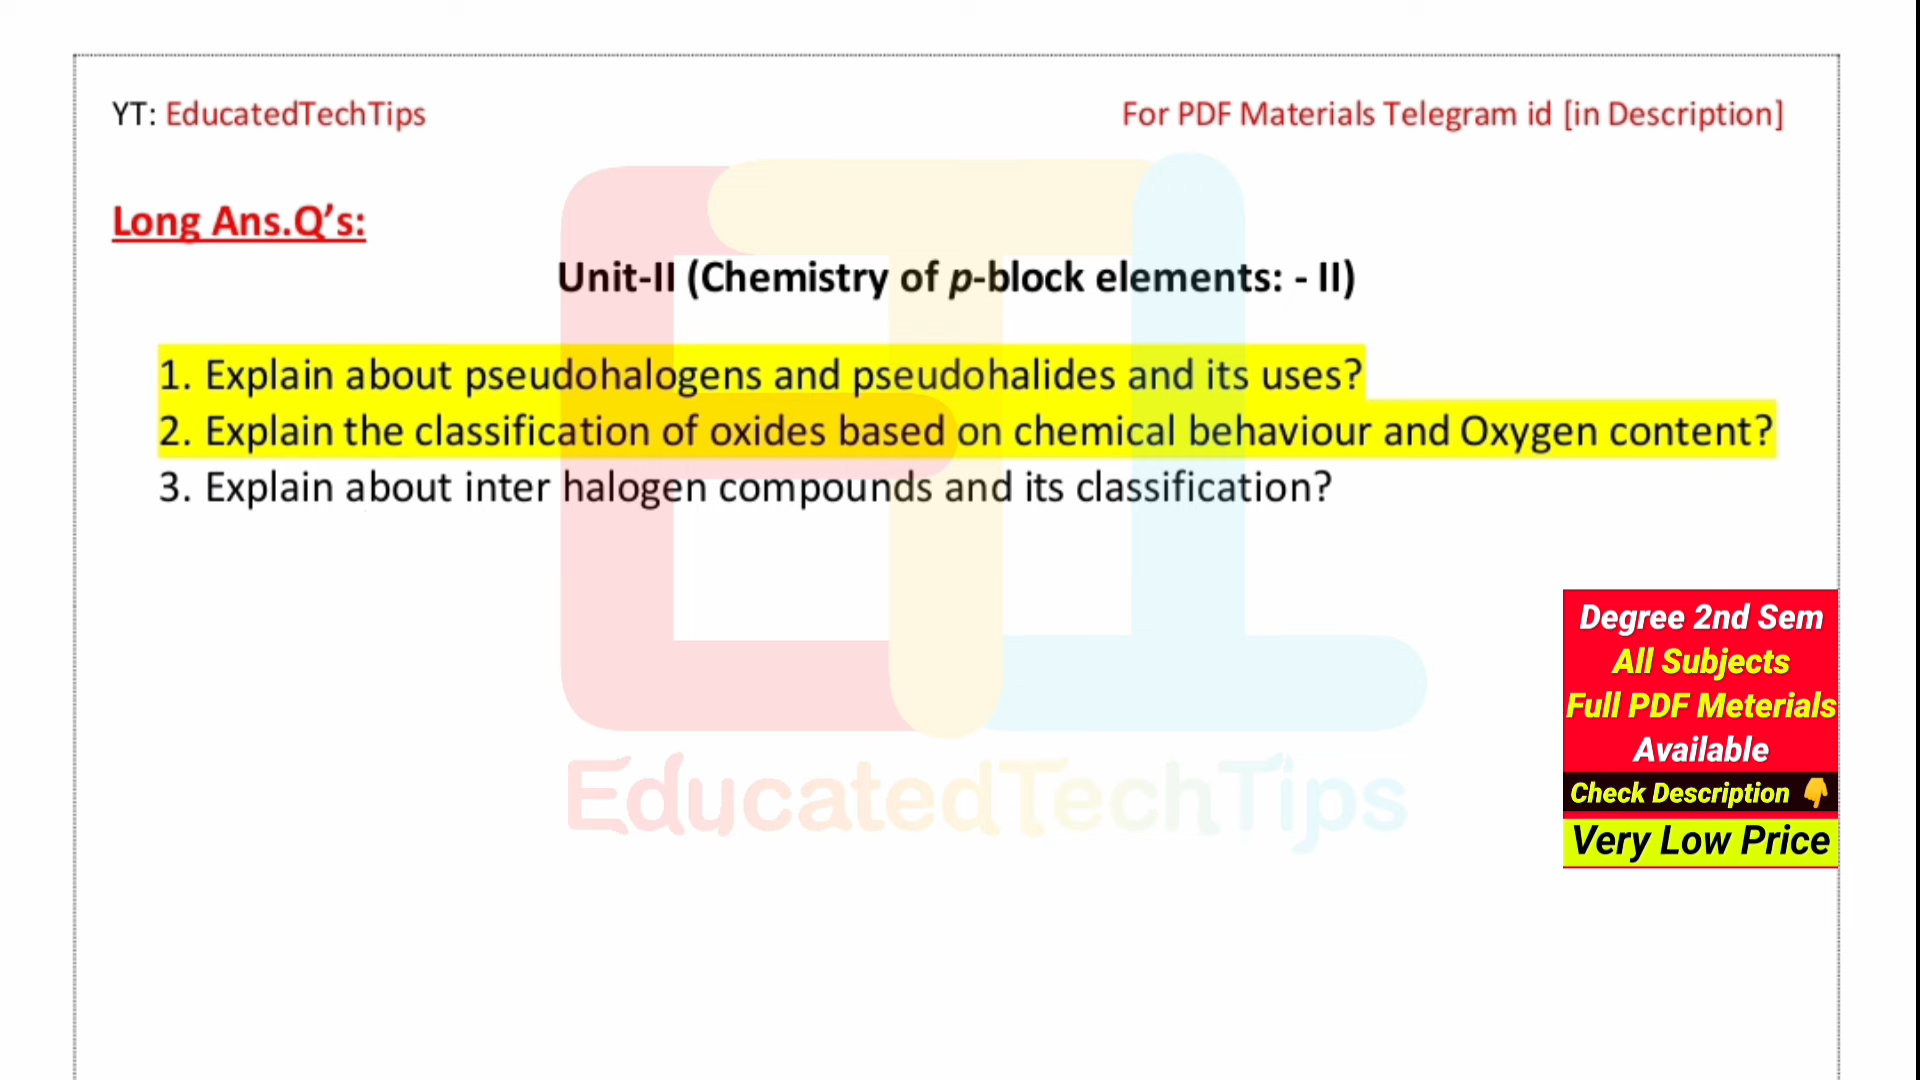 YT: EducatedTechTips
For PDF Materials Telegram id [in Description]
Long Ans.Q’s:
Unit-II (Chemistry of p-block elements: - II)
1. Explain about pseudohalogens and pseudohalides and its uses?
2. Explain the classification of oxides based on chemical behaviour and Oxygen content?
3. Explain about inter halogen compounds and its classification?
Degree 2nd Sem
All Subjects
Full PDF Meterials
Available
Check Description 👇
Very Low Price
EducatedTechTips